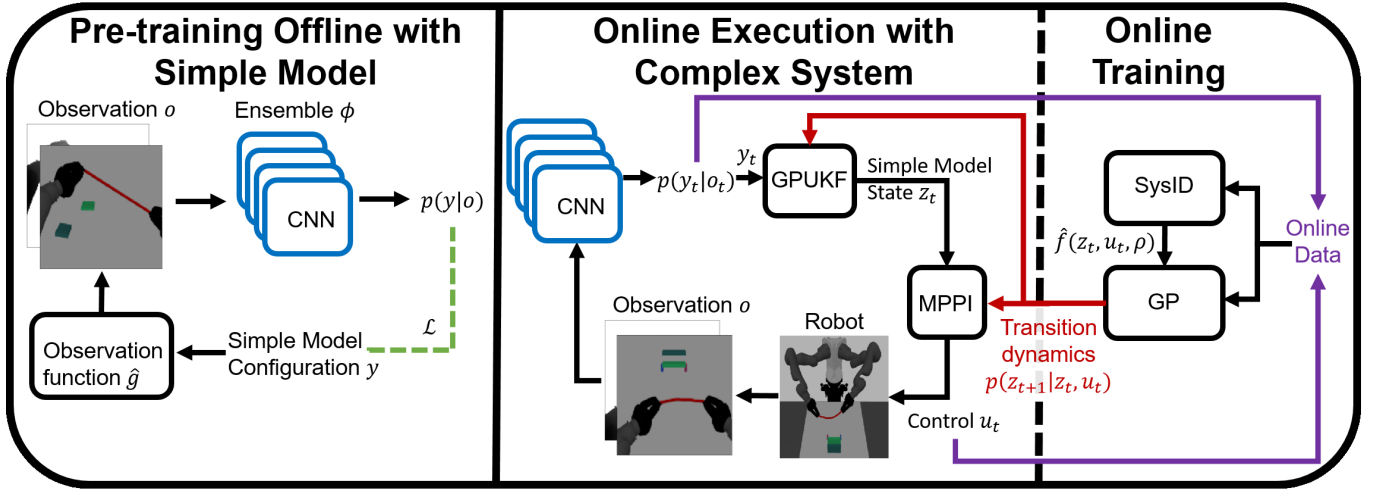 Pre-training Offline with
Simple Model
Observation o
Ensemble ϕ
CNN
p(y|o)
ℒ
Observation
function ĝ
Simple Model
Configuration y
Online Execution with
Complex System
CNN
p(y_t|o_t)
y_t
GPUKF
Simple Model
State z_t
MPPI
Observation o
Robot
Control u_t
Transition
dynamics
p(z_{t+1}|z_t, u_t)
Online
Training
SysID
f̂(z_t, u_t, ρ)
GP
Online
Data